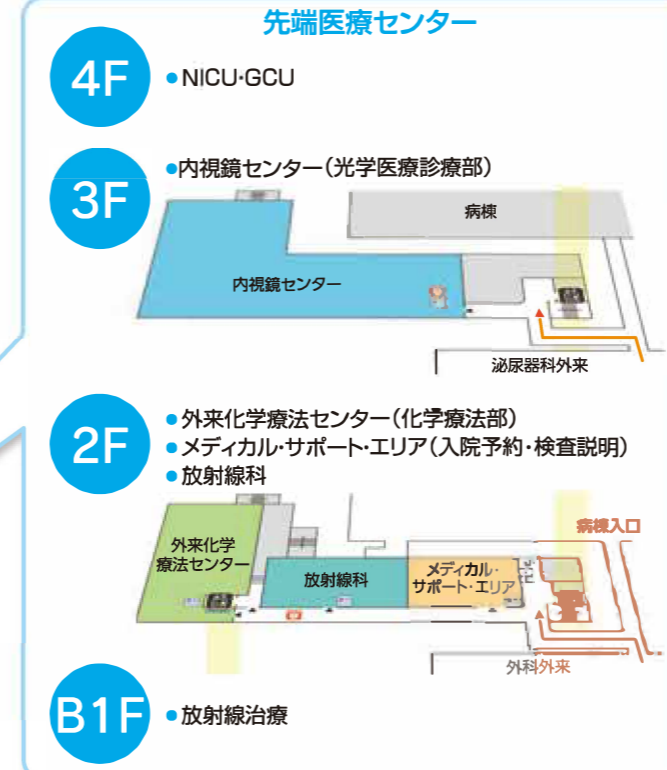 先端医療センター
4F
●NICU・GCU
3F
●内視鏡センター（光学医療診療部）
病棟
内視鏡センター
泌尿器科外来
2F
●外来化学療法センター（化学療法部）
●メディカル・サポート・エリア（入院予約・検査説明）
●放射線科
病棟入口
外来化学
療法センター
放射線科
メディカル・
サポート・エリア
外科外来
B1F
●放射線治療